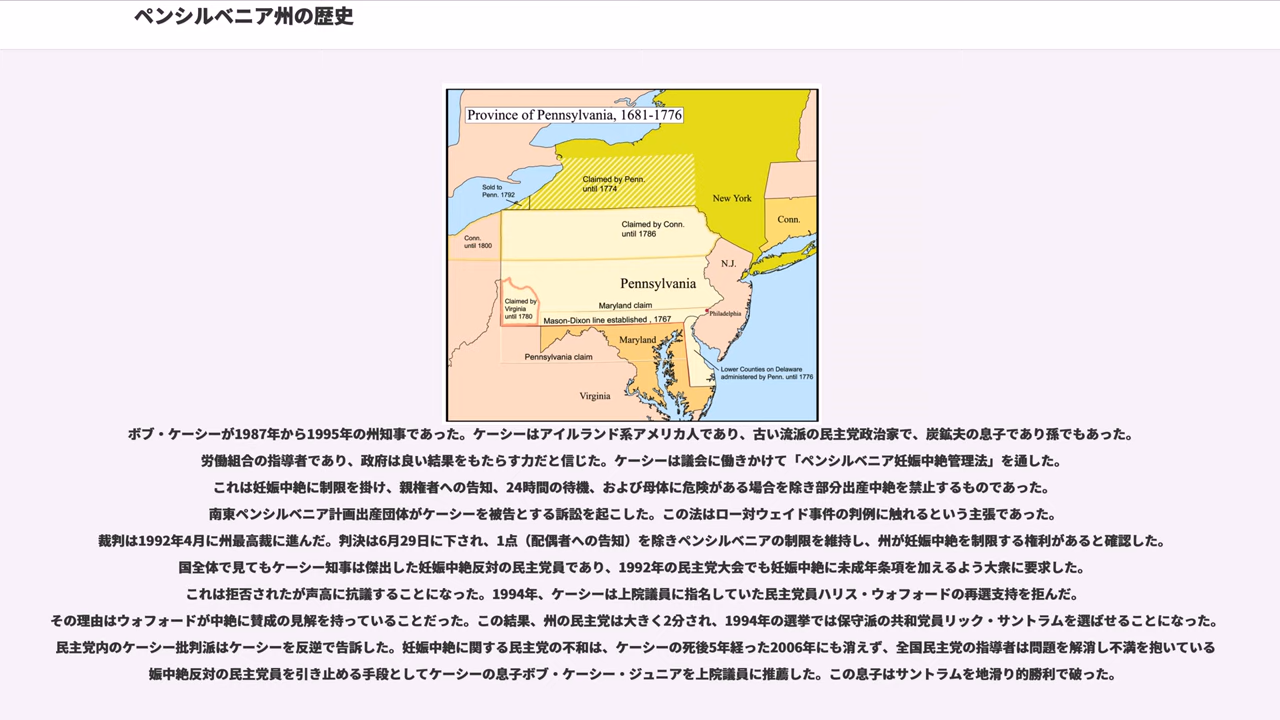 ペンシルベニア州の歴史
Province of Pennsylvania, 1681-1776
Claimed by Penn.
until 1774
Sold to
Penn. 1792
New York
Claimed by Conn.
until 1786
Conn.
Conn.
until 1800
N.J.
Pennsylvania
Claimed by
Virginia
until 1780
Maryland claim
Philadelphia
Mason-Dixon line established , 1767
Maryland
Pennsylvania claim
Lower Counties on Delaware
administered by Penn. until 1776
Virginia
ボブ・ケーシーが1987年から1995年の州知事であった。ケーシーはアイルランド系アメリカ人であり、古い流派の民主党政治家で、炭鉱夫の息子であり孫でもあった。
労働組合の指導者であり、政府は良い結果をもたらす力だと信じた。ケーシーは議会に働きかけて「ペンシルベニア妊娠中絶管理法」を通した。
これは妊娠中絶に制限を掛け、親権者への告知、24時間の待機、および母体に危険がある場合を除き部分出産中絶を禁止するものであった。
南東ペンシルベニア計画出産団体がケーシーを被告とする訴訟を起こした。この法はロー対ウェイド事件の判例に触れるという主張であった。
裁判は1992年4月に州最高裁に進んだ。判決は6月29日に下され、1点（配偶者への告知）を除きペンシルベニアの制限を維持し、州が妊娠中絶を制限する権利があると確認した。
国全体で見てもケーシー知事は傑出した妊娠中絶反対の民主党員であり、1992年の民主党大会でも妊娠中絶に未成年条項を加えるよう大衆に要求した。
これは拒否されたが声高に抗議することになった。1994年、ケーシーは上院議員に指名していた民主党員ハリス・ウォフォードの再選支持を拒んだ。
その理由はウォフォードが中絶に賛成の見解を持っていることだった。この結果、州の民主党は大きく2分され、1994年の選挙では保守派の共和党員リック・サントラムを選ばせることになった。
民主党内のケーシー批判派はケーシーを反逆で告訴した。妊娠中絶に関する民主党の不和は、ケーシーの死後5年経った2006年にも消えず、全国民主党の指導者は問題を解消し不満を抱いている
娠中絶反対の民主党員を引き止める手段としてケーシーの息子ボブ・ケーシー・ジュニアを上院議員に推薦した。この息子はサントラムを地滑り的勝利で破った。